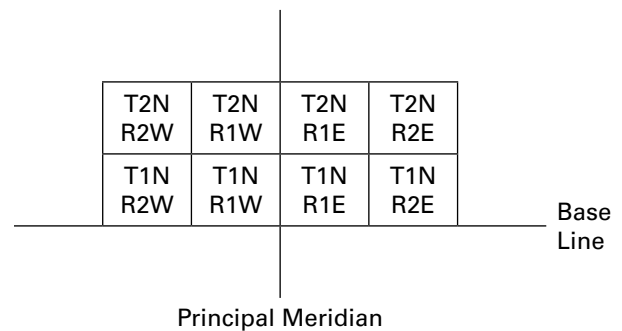 T2N T2N T2N T2N
R2W R1W R1E R2E
T1N T1N T1N T1N
R2W R1W R1E R2E
Base
Line
Principal Meridian